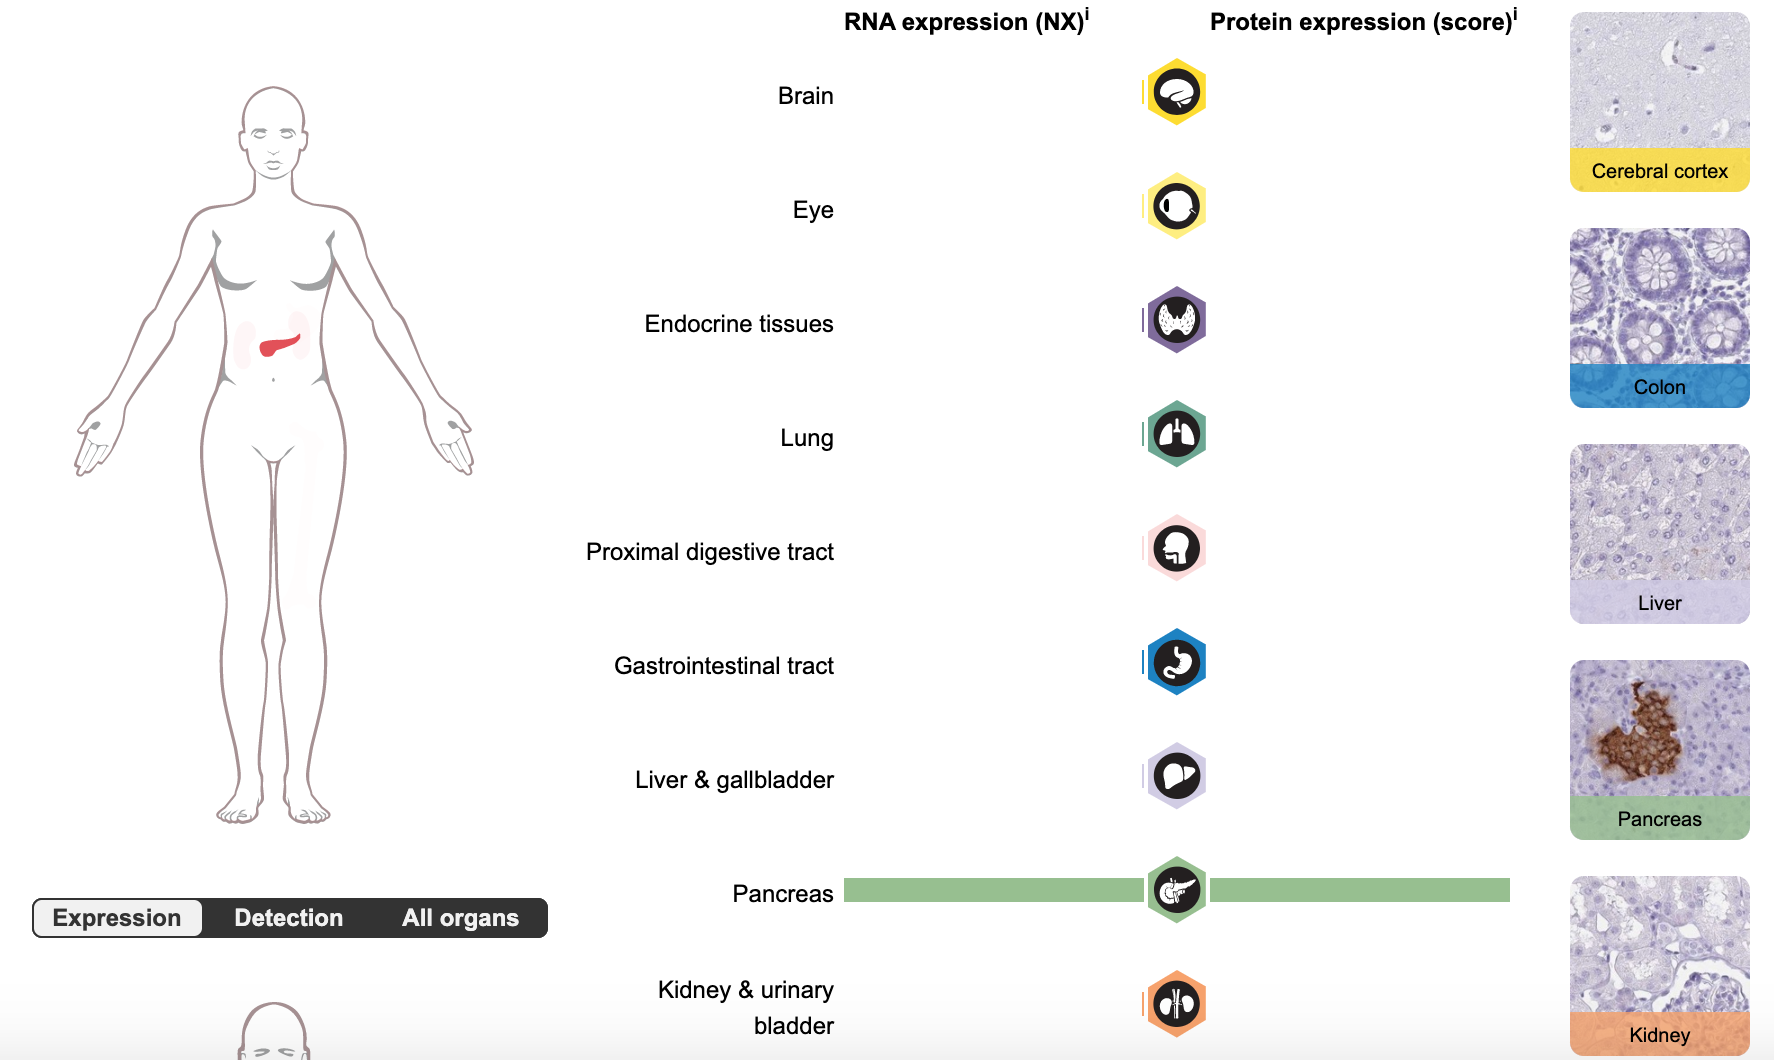 RNA expression (NX)i
Protein expression (score)i
Brain
Eye
Endocrine tissues
Lung
Proximal digestive tract
Gastrointestinal tract
Liver & gallbladder
Pancreas
Kidney & urinary
bladder
Cerebral cortex
Colon
Liver
Pancreas
Kidney
Expression
Detection
All organs